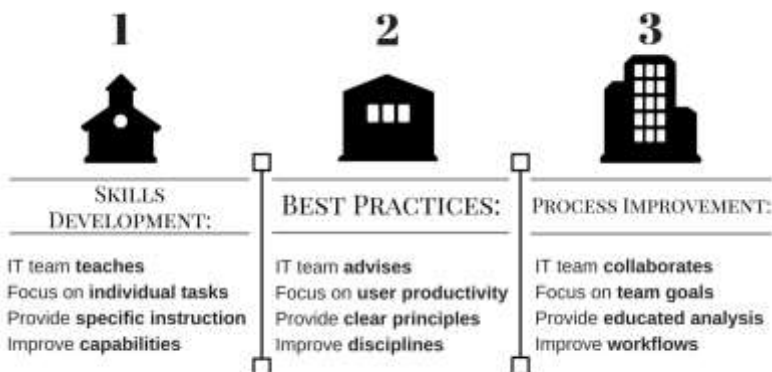 1
SKILLS
DEVELOPMENT:
IT team teaches
Focus on individual tasks
Provide specific instruction
Improve capabilities
2
BEST PRACTICES:
IT team advises
Focus on user productivity
Provide clear principles
Improve disciplines
3
PROCESS IMPROVEMENT:
IT team collaborates
Focus on team goals
Provide educated analysis
Improve workflows